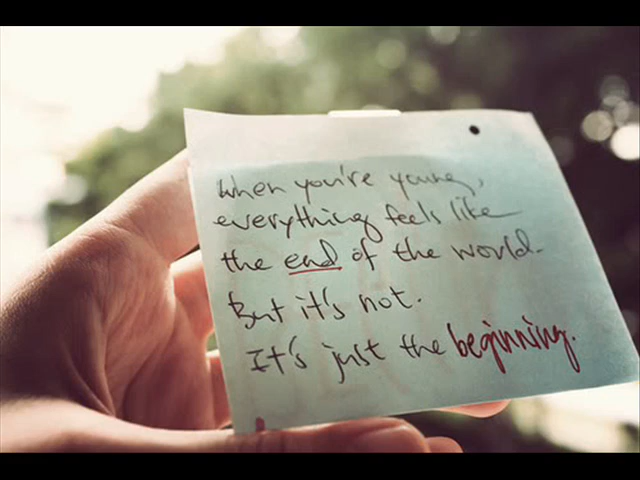 When you're young,
everything feels like
the end of the world.
But it's not.
It's just the beginning.